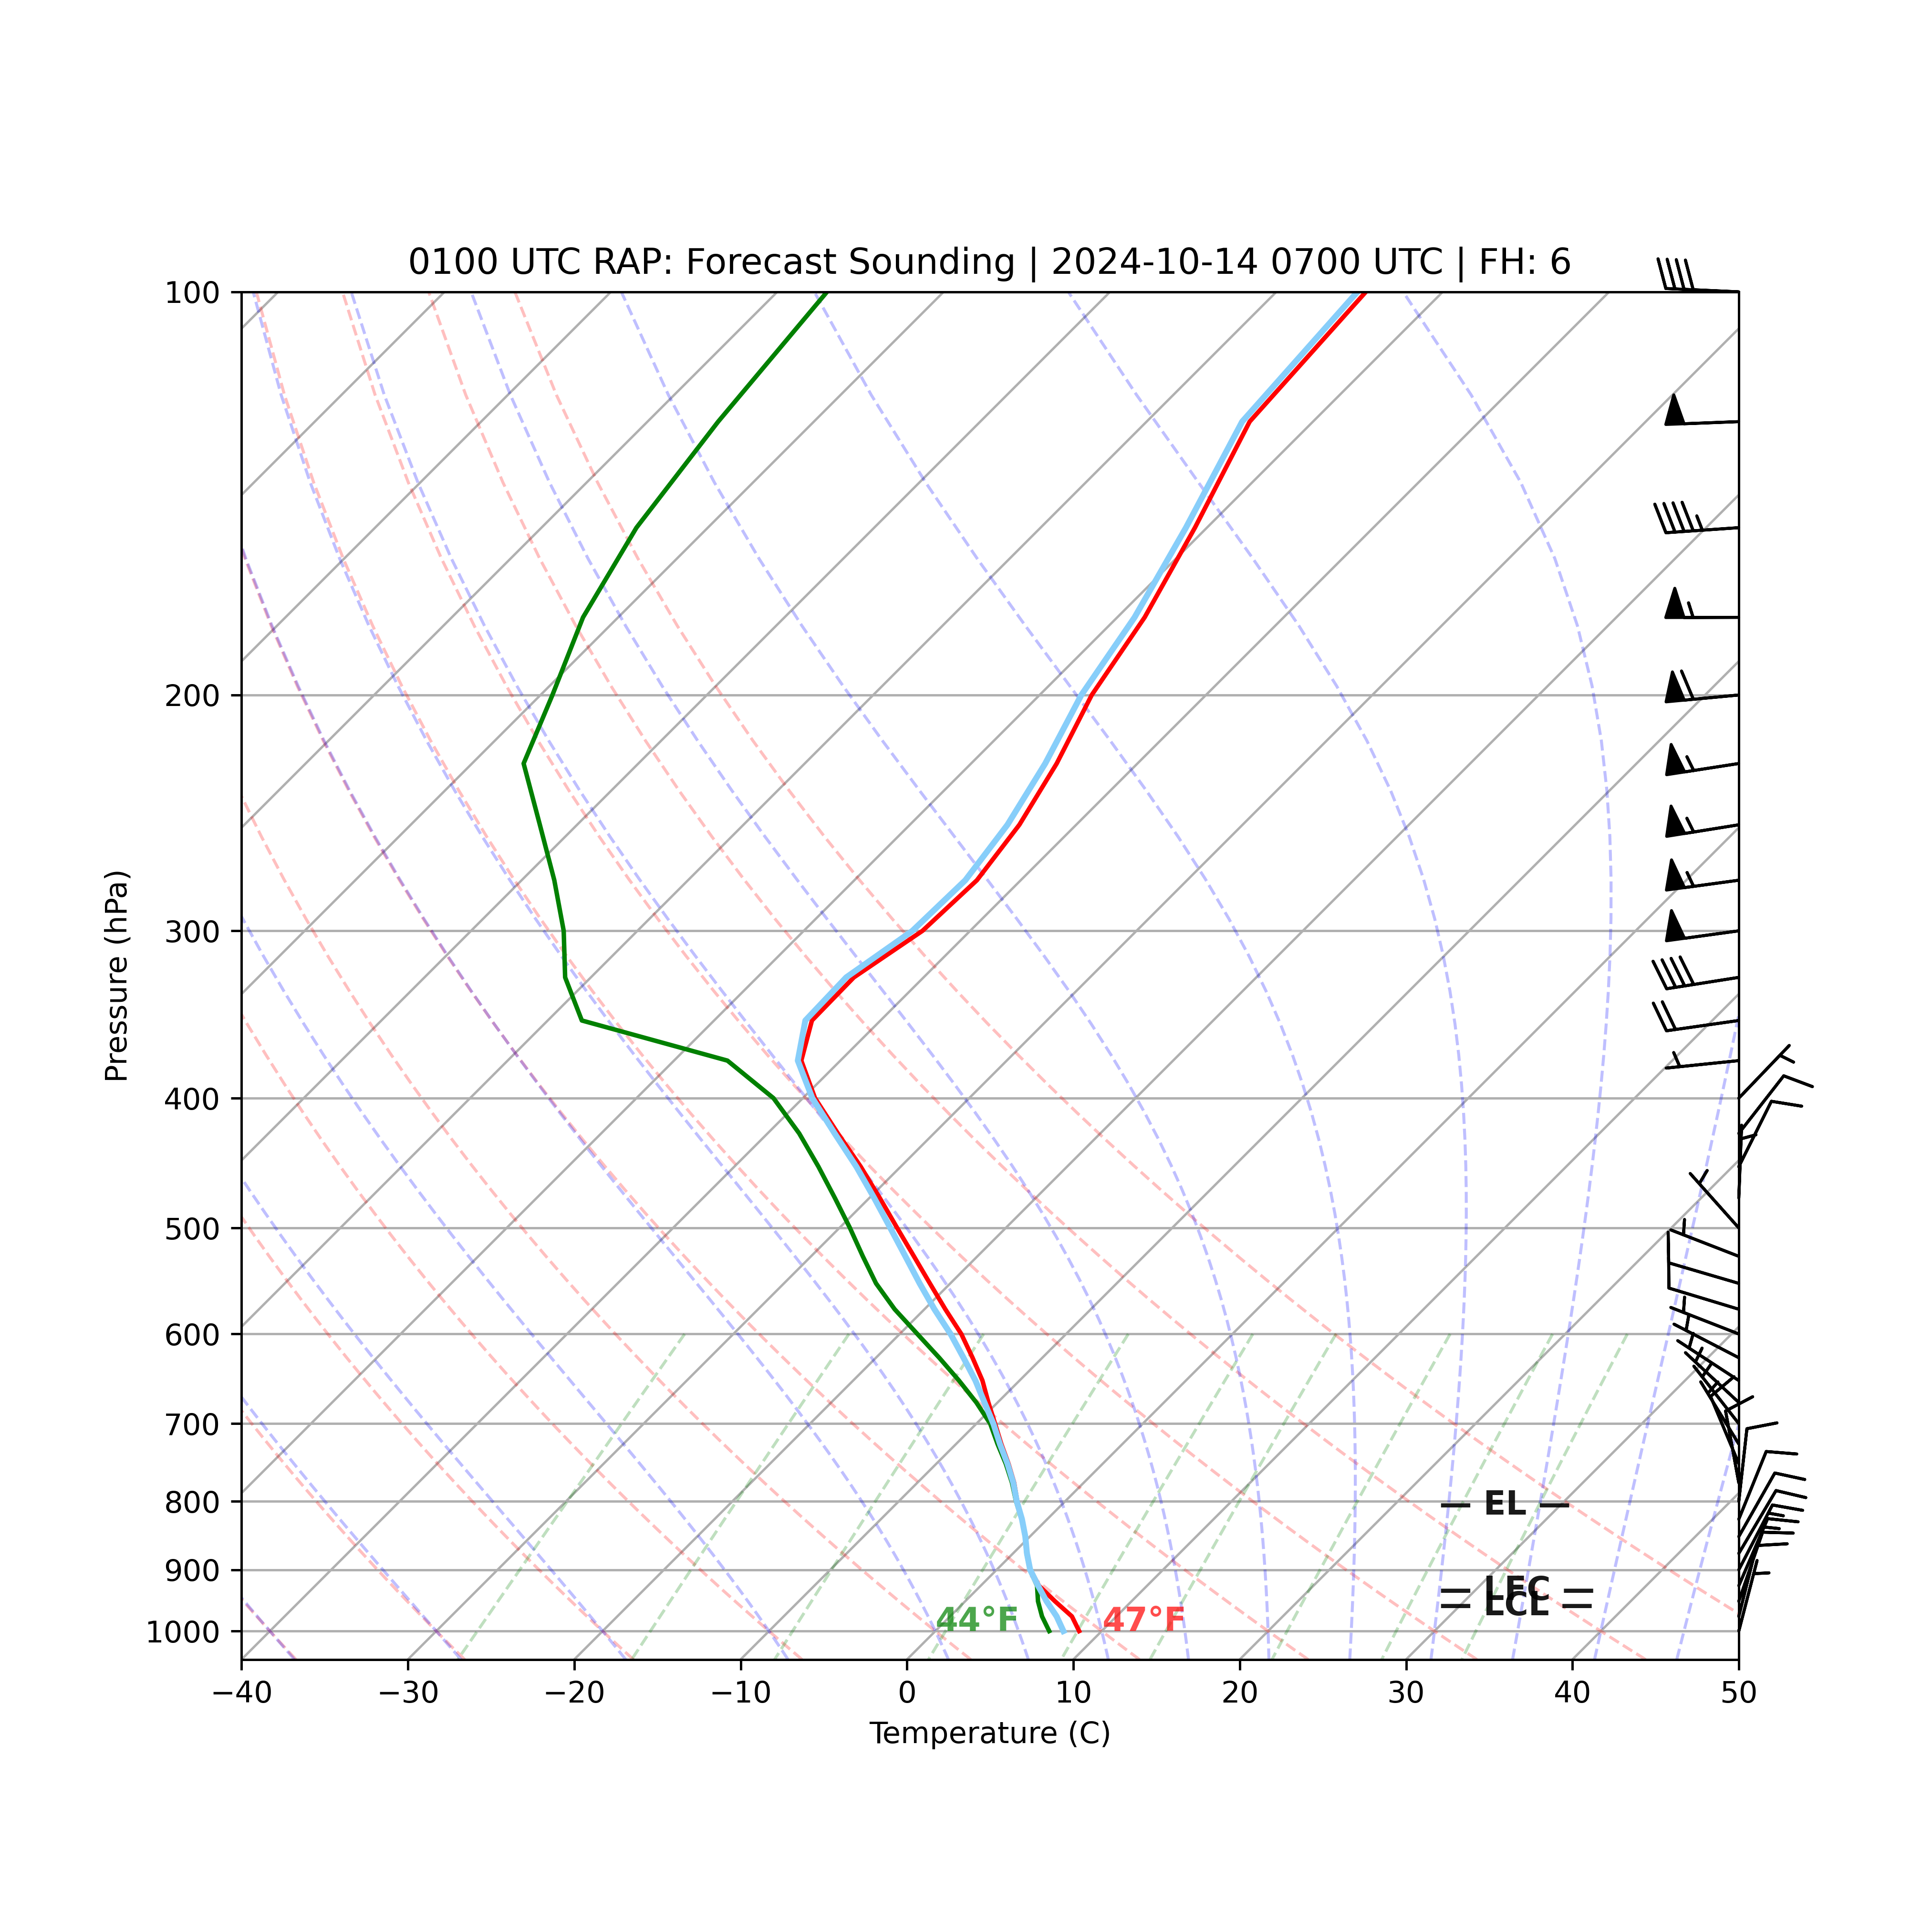 0100 UTC RAP: Forecast Sounding | 2024-10-14 0700 UTC | FH: 6
100
200
300
400
500
600
700
800
900
1000
Pressure (hPa)
— EL —
— LFC —
— LCL —
44°F
47°F
−40 −30 −20 −10 0 10 20 30 40 50
Temperature (C)